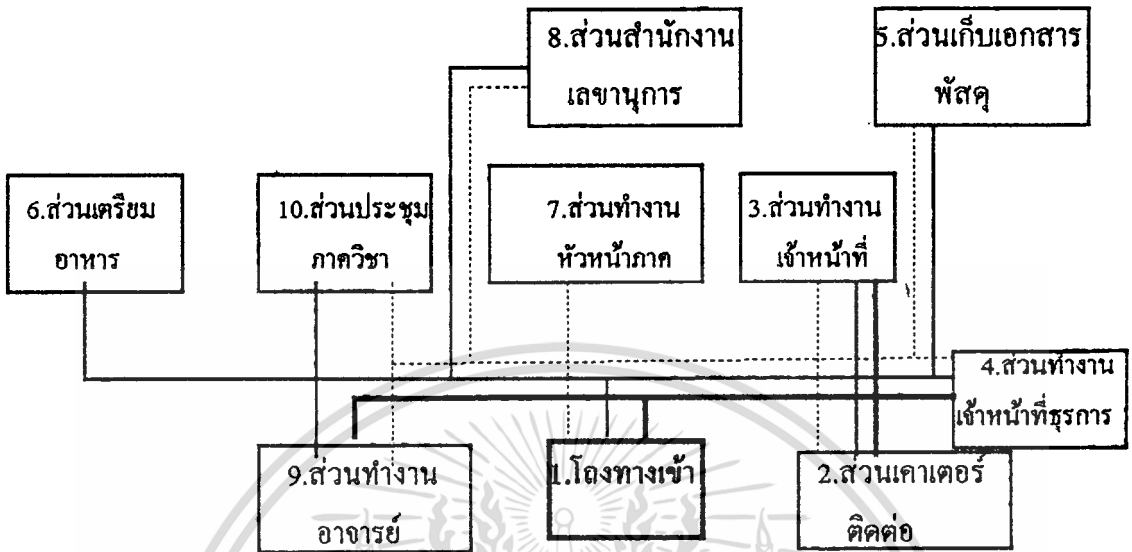 8.ส่วนสำนักงาน
เลขานุการ
5.ส่วนเก็บเอกสาร
พัสดุ
6.ส่วนเตรียม
อาหาร
10.ส่วนประชุม
ภาควิชา
7.ส่วนทำงาน
หัวหน้าภาค
3.ส่วนทำงาน
เจ้าหน้าที่
4.ส่วนทำงาน
เจ้าหน้าที่ธุรการ
9.ส่วนทำงาน
อาจารย์
1.โถงทางเข้า
2.ส่วนเคาเตอร์
ติดต่อ